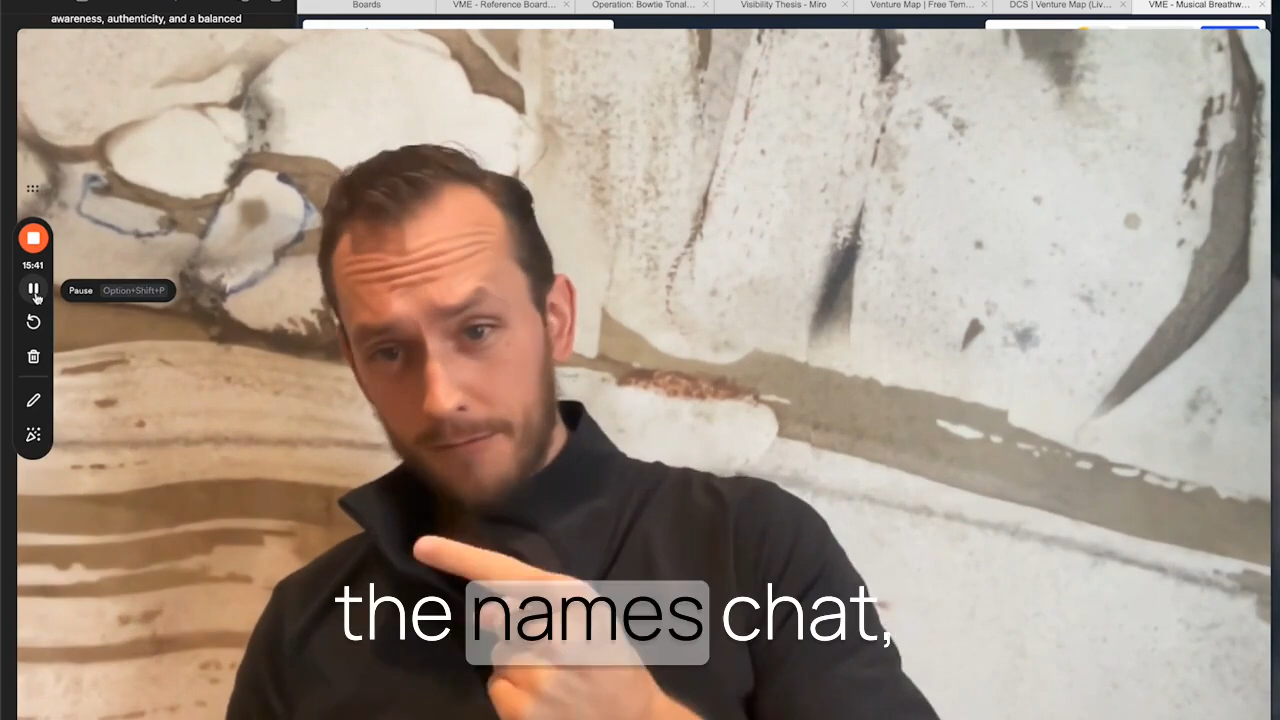 awareness, authenticity, and a balanced
Boards
VME - Reference Board...
Operation: Bowtie Tonal...
Visibility Thesis - Miro
Venture Map | Free Tem...
DCS | Venture Map (Liv...
VME - Musical Breathw...
15:41
Pause Option+Shift+P
the names chat,